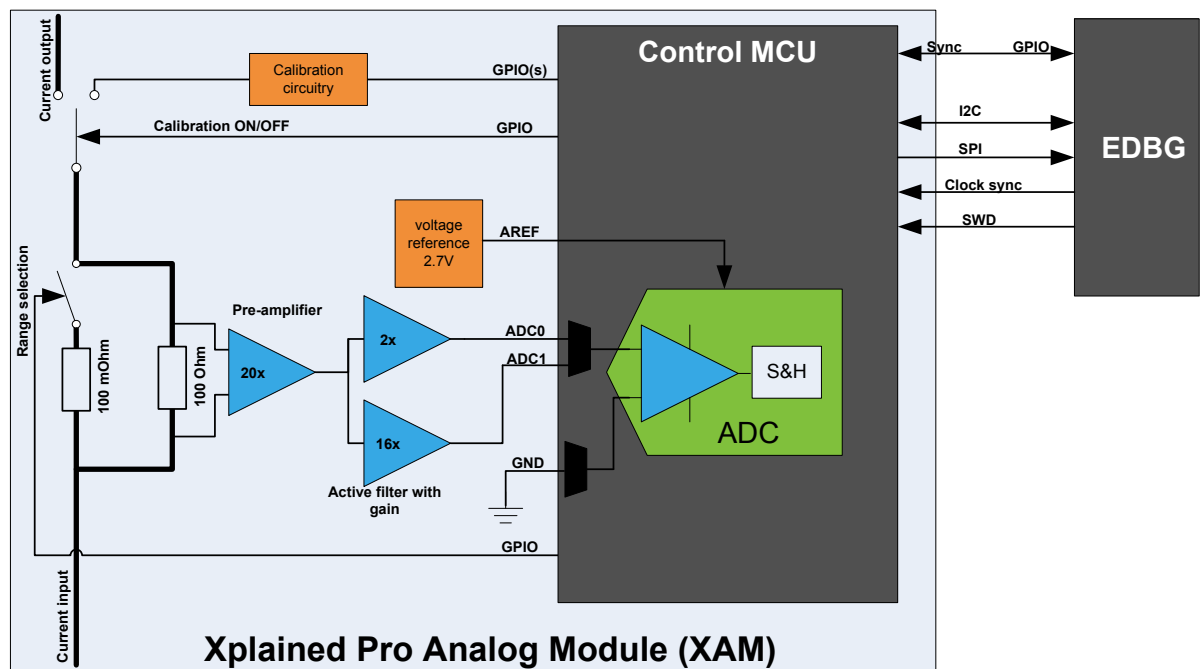 Current output
Calibration
circuitry
GPIO(s)
Control MCU
Sync
GPIO
Calibration ON/OFF
GPIO
I2C
SPI
EDBG
Clock sync
SWD
voltage
reference
2.7V
AREF
Range selection
Pre-amplifier
100 mOhm
100 Ohm
20x
2x
ADC0
ADC1
S&H
ADC
16x
GND
Active filter with
gain
GPIO
Current input
Xplained Pro Analog Module (XAM)